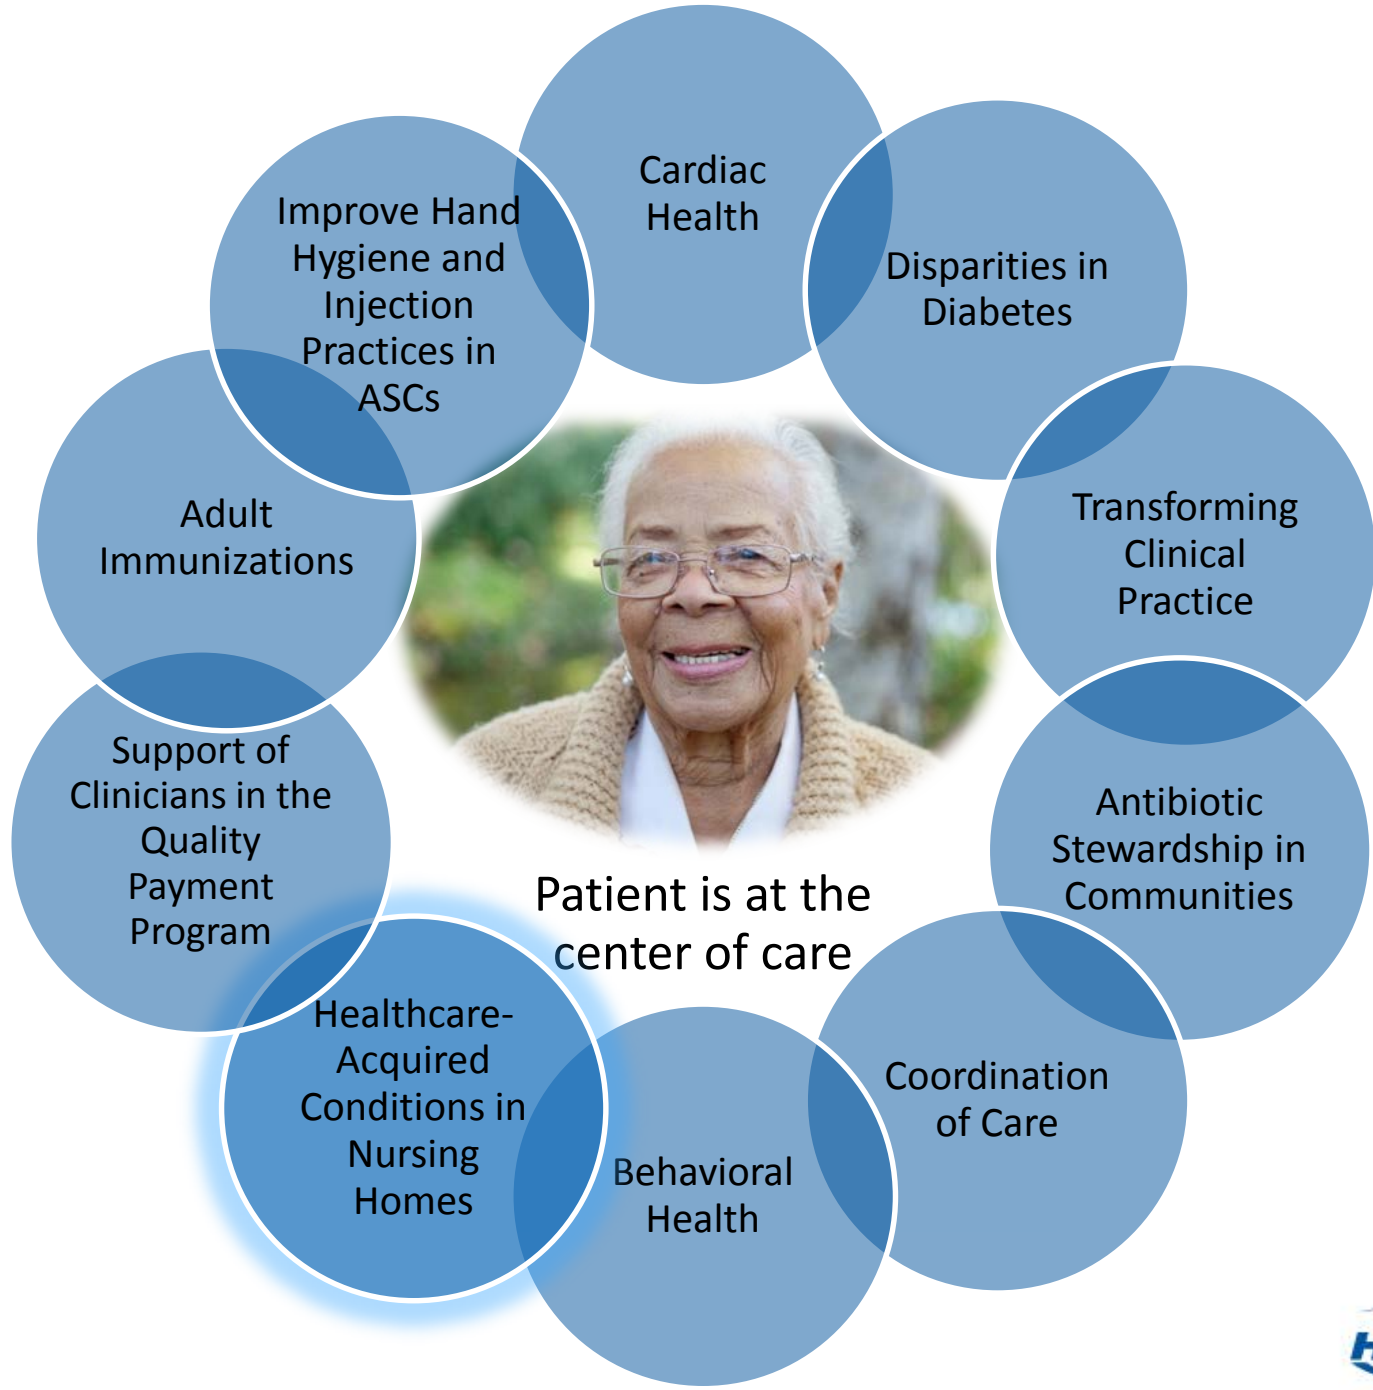 Cardiac
Health
Disparities in
Diabetes
Transforming
Clinical
Practice
Antibiotic
Stewardship in
Communities
Coordination
of Care
Behavioral
Health
Healthcare-
Acquired
Conditions in
Nursing
Homes
Support of
Clinicians in the
Quality
Payment
Program
Adult
Immunizations
Improve Hand
Hygiene and
Injection
Practices in
ASCs
Patient is at the
center of care